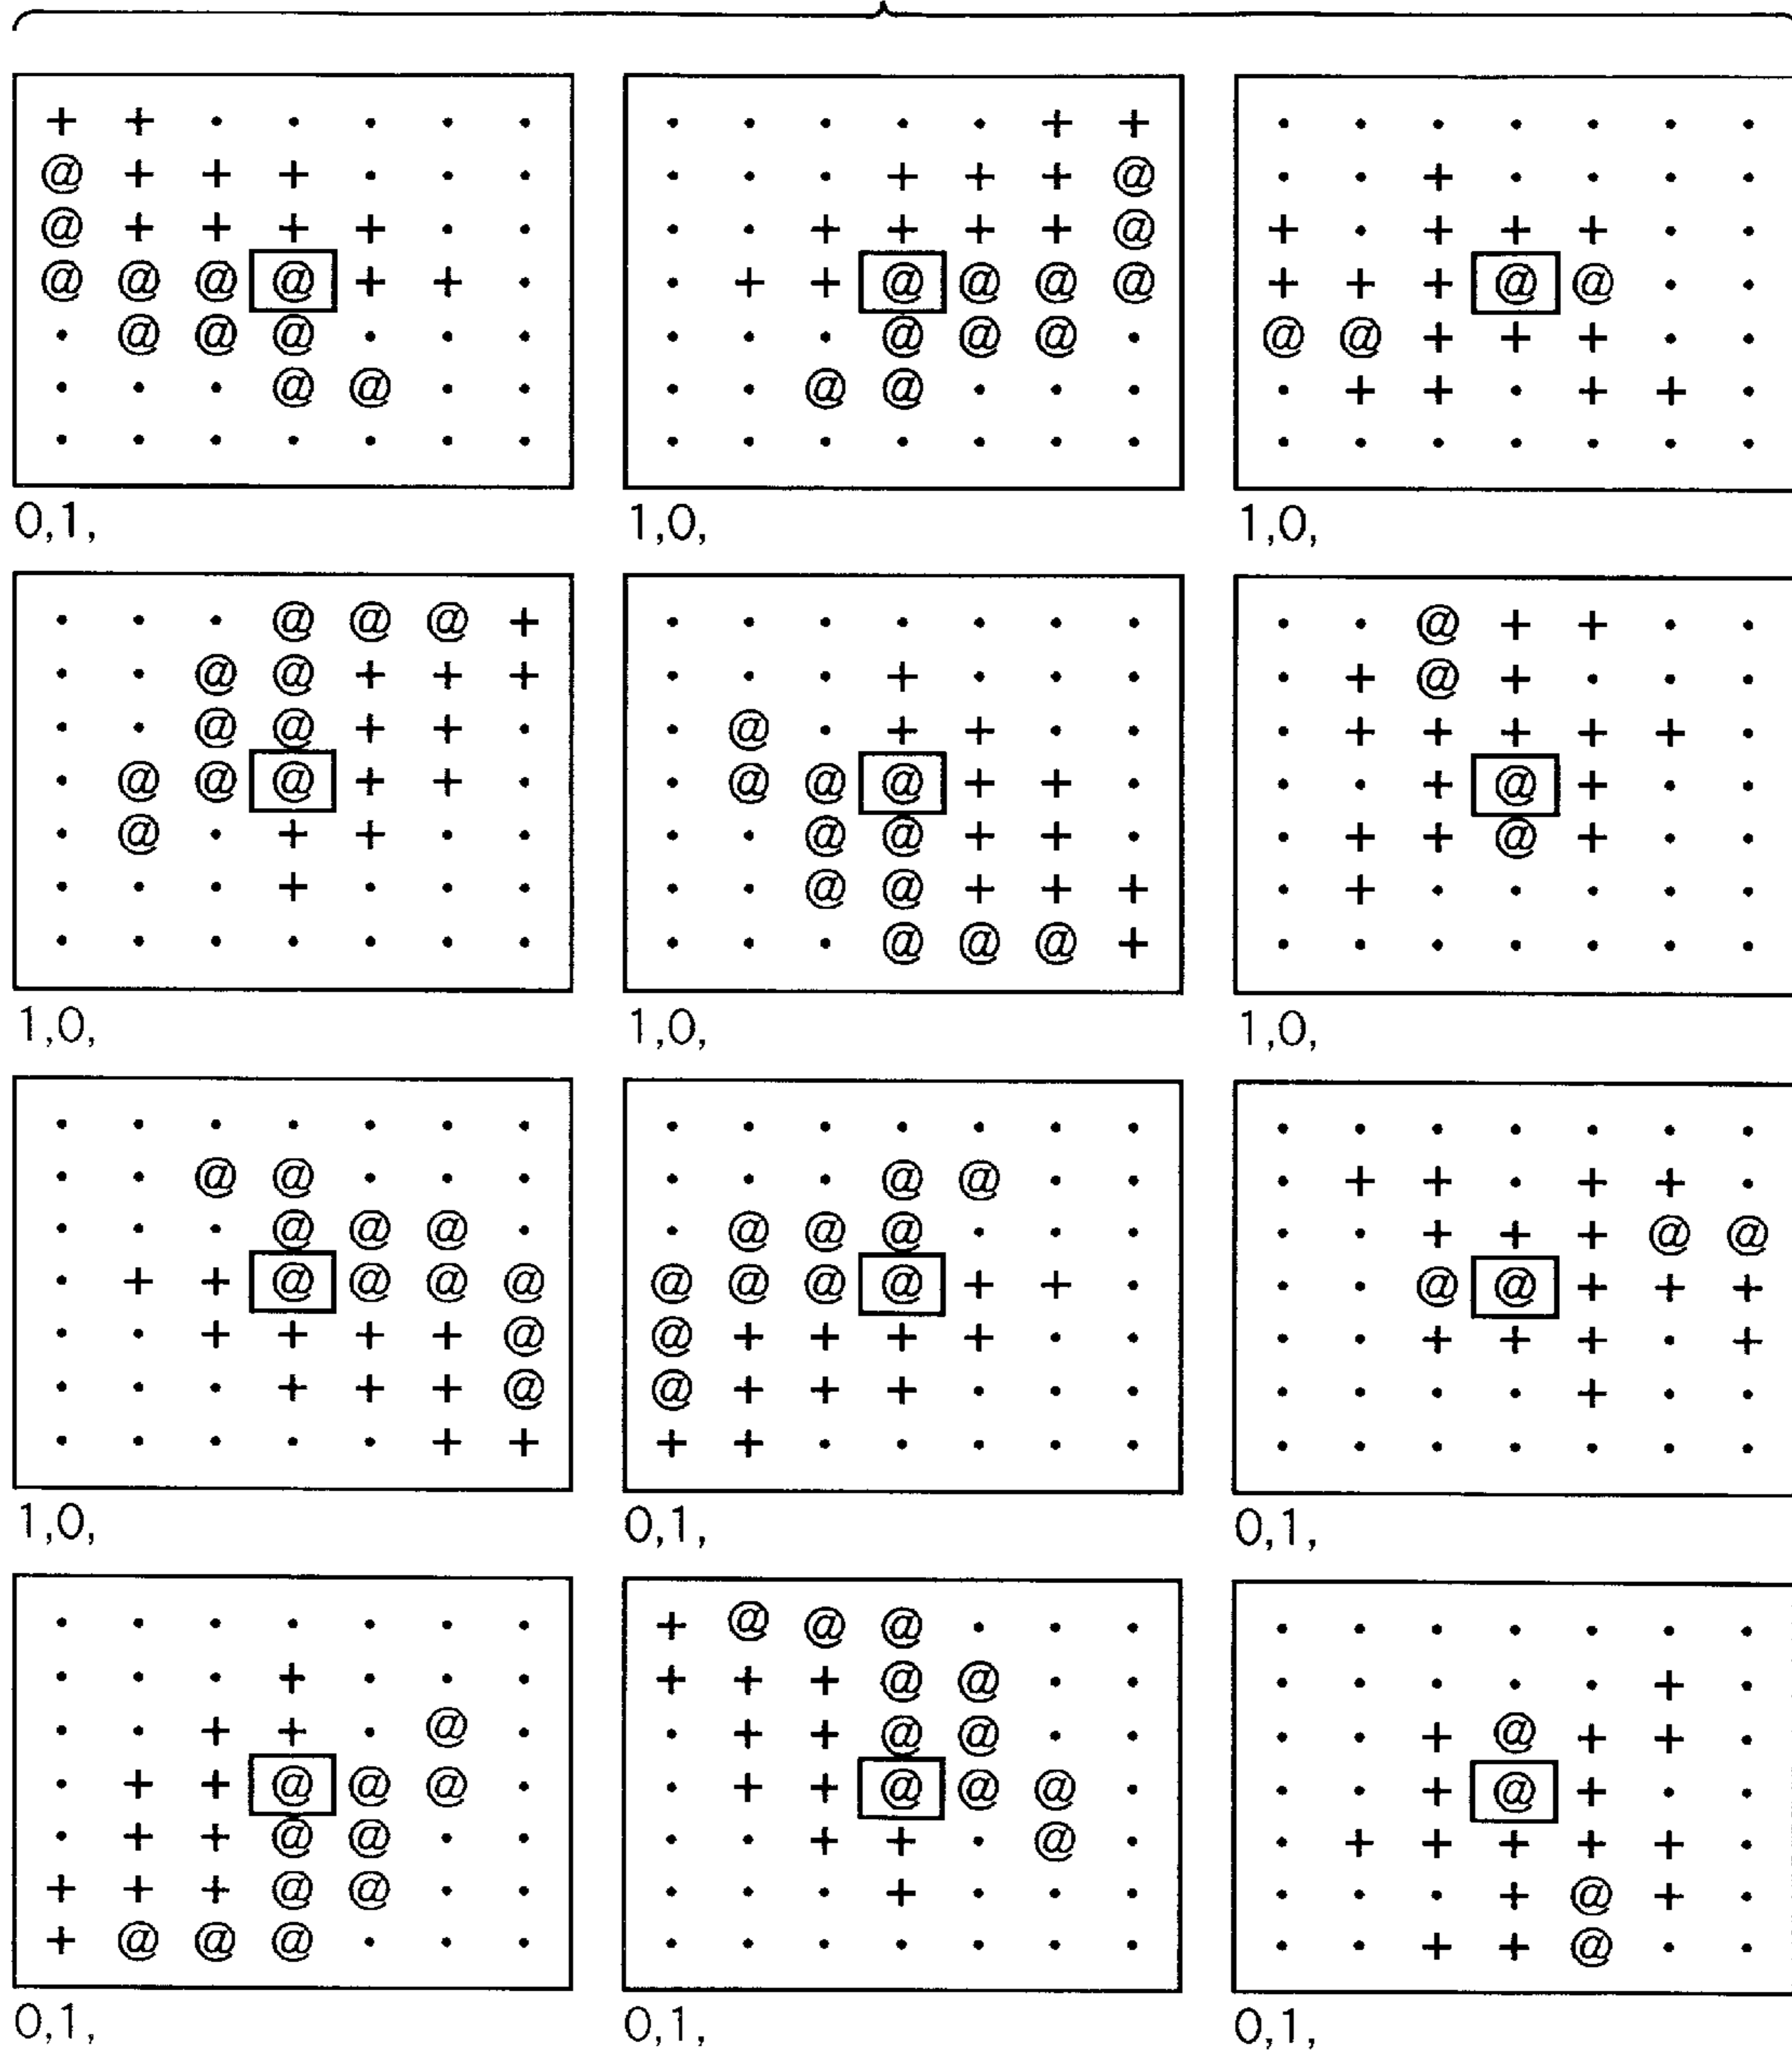 + + . . . . .
@ + + + . . .
@ + + + + . .
@ @ @ @ + + .
. @ @ @ . . .
. . . @ @ . .
. . . . . . .
0,1,
. . . . . + +
. . . + + + @
. . + + + + @
. + + @ @ @ @
. . . @ @ @ .
. . @ @ . . .
. . . . . . .
1,0,
. . . . . . .
. . + . . . .
+ . + + + . .
+ + + @ @ . .
@ @ + + + . .
. + + . + + .
. . . . . . .
1,0,
. . . @ @ @ +
. . @ @ + + +
. . @ @ + + .
. @ @ @ + + .
. @ . + + . .
. . . + . . .
. . . . . . .
1,0,
. . . . . . .
. . . + . . .
. @ . + + . .
. @ @ @ + + .
. . @ @ + + .
. . @ @ + + +
. . . @ @ @ +
1,0,
. . @ + + . .
. + @ + . . .
. + + + + + .
. . + @ + . .
. + + @ + . .
. + . . . . .
. . . . . . .
1,0,
. . . . . . .
. . @ @ . . .
. . . @ @ @ .
. + + @ @ @ @
. . + + + + @
. . . + + + @
. . . . . + +
1,0,
. . . . . . .
. . . @ @ . .
. @ @ @ . . .
@ @ @ @ + + .
@ + + + + . .
@ + + + . . .
+ + . . . . .
0,1,
. . . . . . .
. + + . + + .
. . + + + @ @
. . @ @ + + +
. . + + + . +
. . . . + . .
. . . . . . .
0,1,
. . . . . . .
. . . + . . .
. . + + . @ .
. + + @ @ @ .
. + + @ @ . .
+ + + @ @ . .
+ @ @ @ . . .
0,1,
+ @ @ @ . . .
+ + + @ @ . .
. + + @ @ . .
. + + @ @ @ .
. . + + . @ .
. . . + . . .
. . . . . . .
0,1,
. . . . . . .
. . . . . + .
. . + @ + + .
. . + @ + . .
. + + + + + .
. . . + @ + .
. . + + @ . .
0,1,